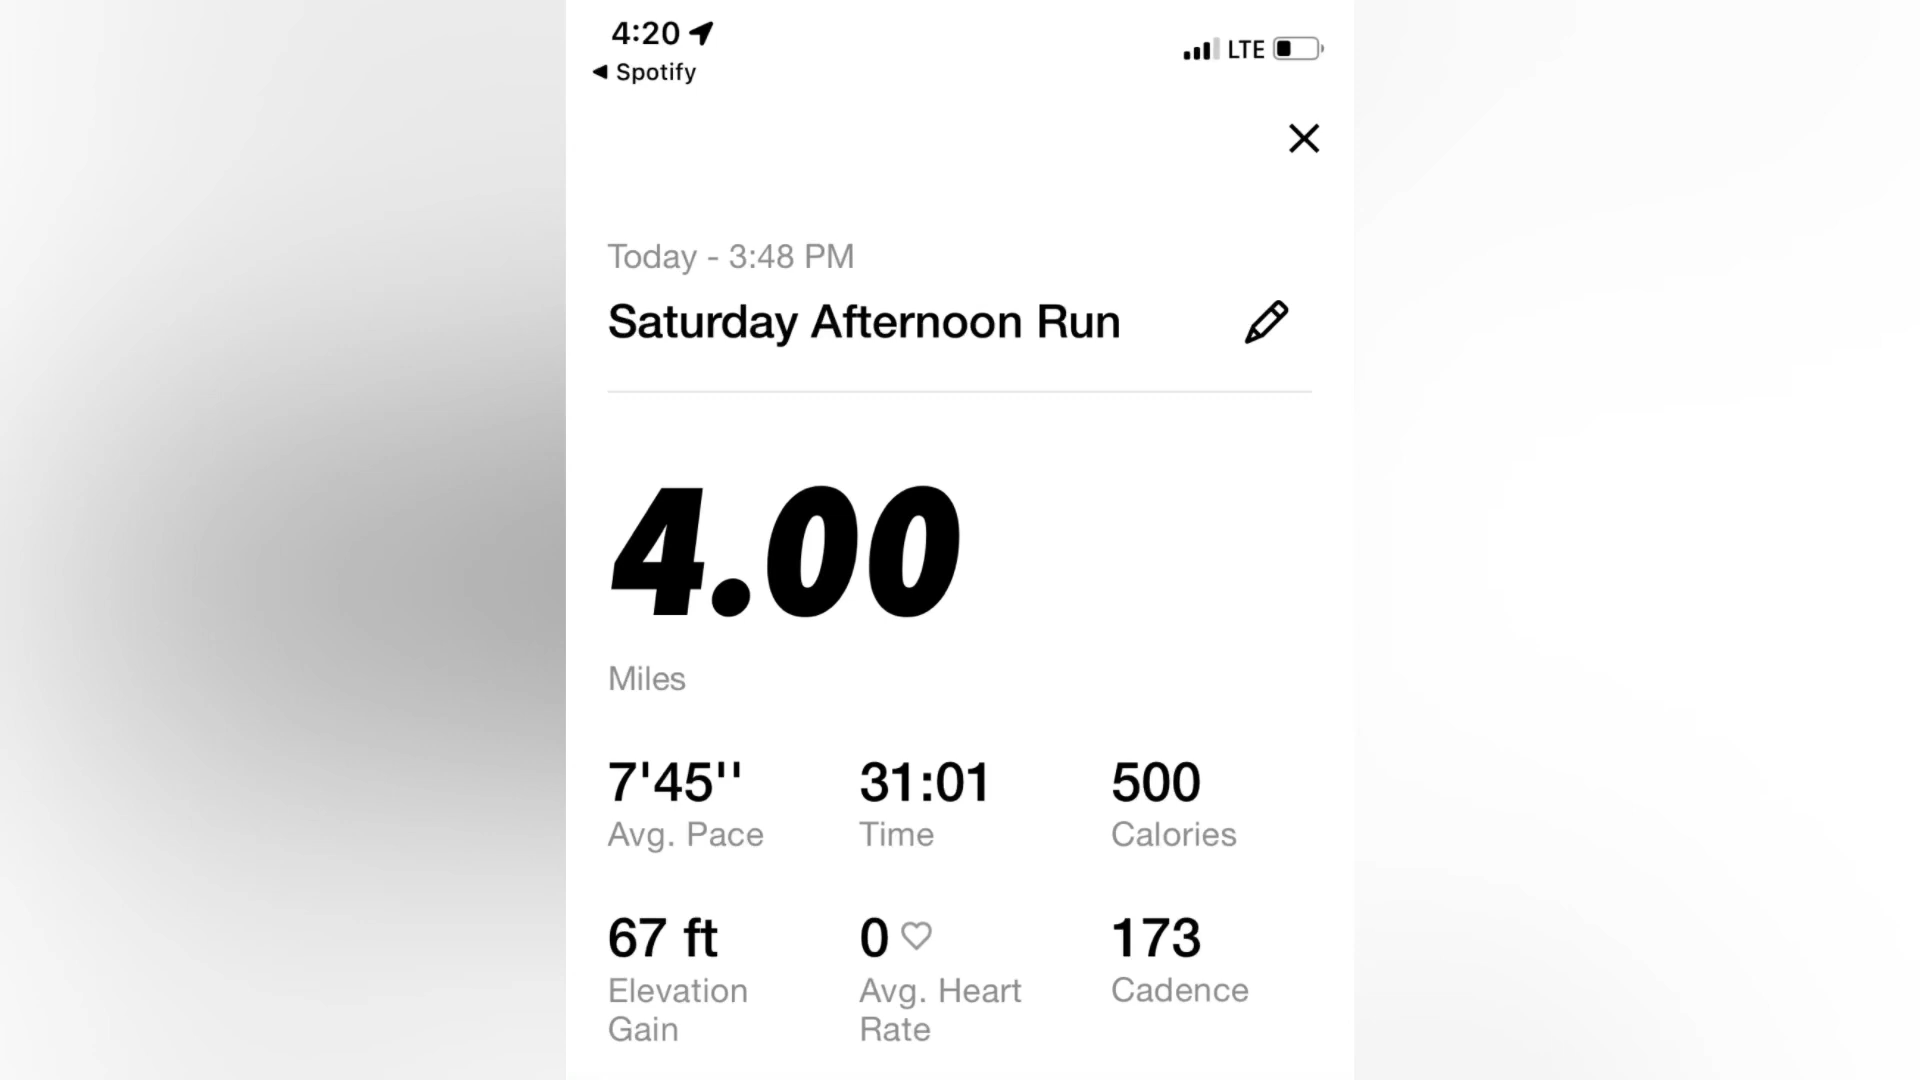 4:20
LTE
◀ Spotify
Today - 3:48 PM
Saturday Afternoon Run
4.00
Miles
7'45'' 31:01 500
Avg. Pace Time Calories
67 ft 0 173
Elevation Gain Avg. Heart Rate Cadence